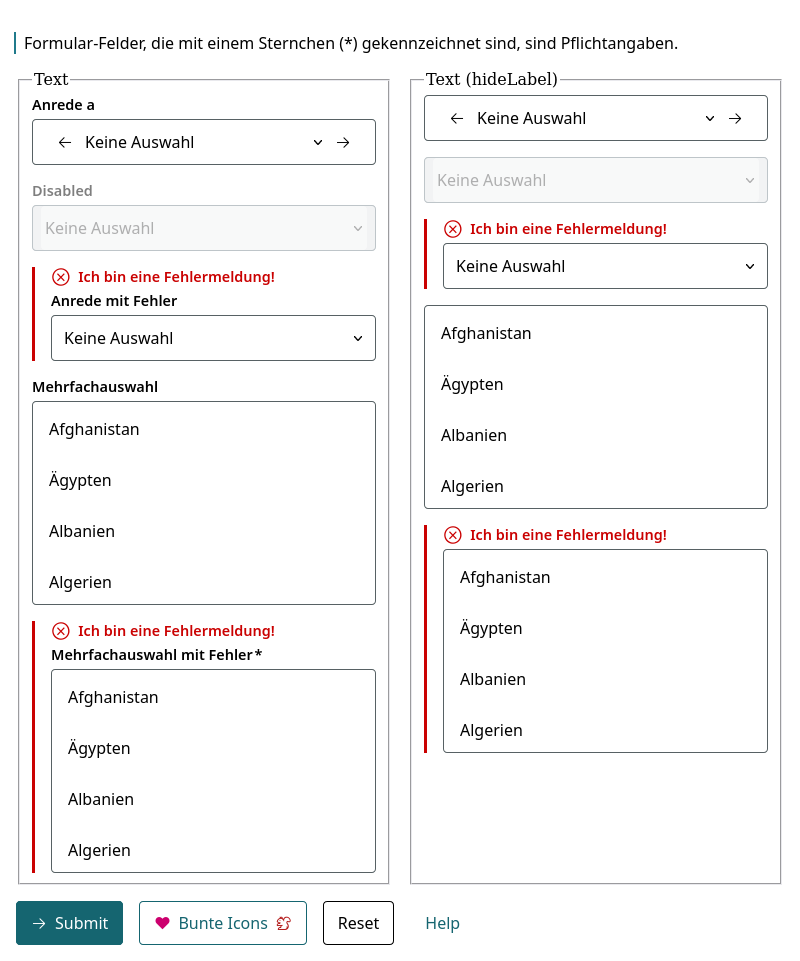 Formular-Felder, die mit einem Sternchen (*) gekennzeichnet sind, sind Pflichtangaben.
Text
Anrede a
Keine Auswahl
Disabled
Keine Auswahl
Ich bin eine Fehlermeldung!
Anrede mit Fehler
Keine Auswahl
Mehrfachauswahl
Afghanistan
Ägypten
Albanien
Algerien
Ich bin eine Fehlermeldung!
Mehrfachauswahl mit Fehler*
Afghanistan
Ägypten
Albanien
Algerien
Text (hideLabel)
Keine Auswahl
Keine Auswahl
Ich bin eine Fehlermeldung!
Keine Auswahl
Afghanistan
Ägypten
Albanien
Algerien
Ich bin eine Fehlermeldung!
Afghanistan
Ägypten
Albanien
Algerien
Submit
Bunte Icons
Reset
Help